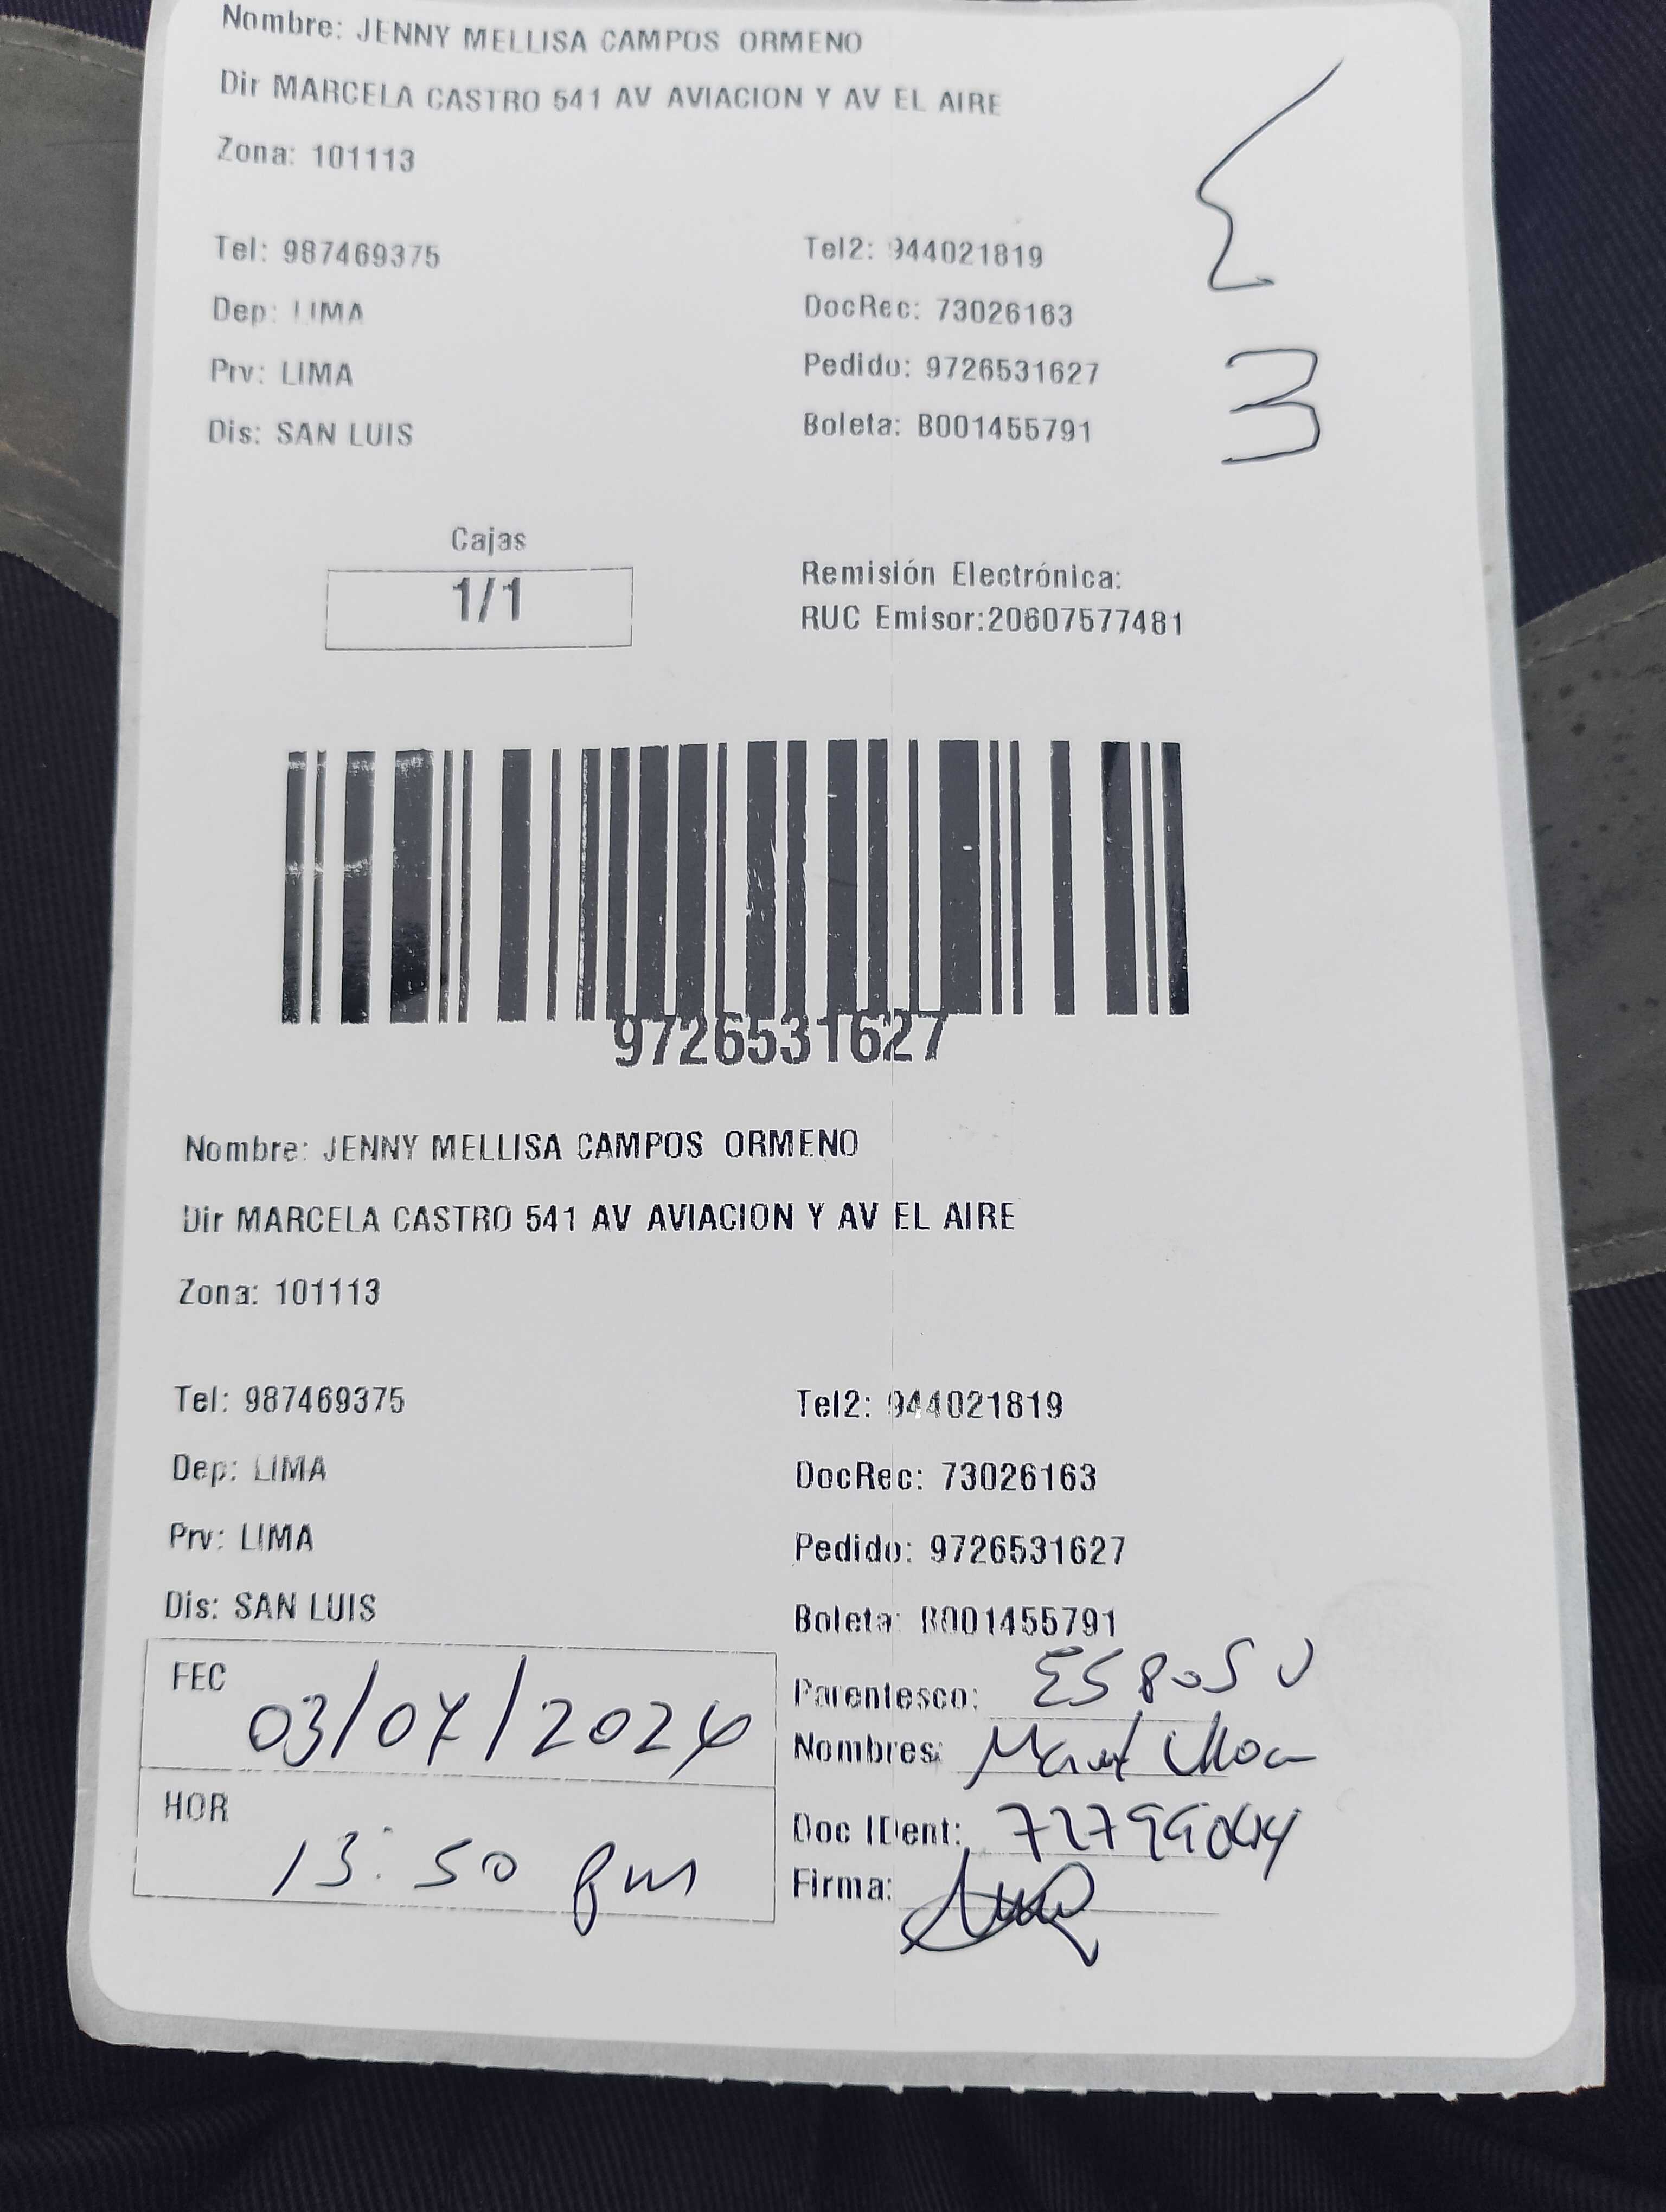 Nombre: JENNY MELLISA CAMPOS ORMENO
Dir MARCELA CASTRO 541 AV AVIACION Y AV EL AIRE
Zona: 101113
Tel: 987469375 Tel2: 944021819
Dep: LIMA DocRec: 73026163
Prv: LIMA Pedido: 9726531627
Dis: SAN LUIS Boleta: B001455791
3
Cajas
1/1
Remisión Electrónica:
RUC Emisor:20607577481
9726531627
Nombre: JENNY MELLISA CAMPOS ORMENO
Dir MARCELA CASTRO 541 AV AVIACION Y AV EL AIRE
Zona: 101113
Tel: 987469375 Tel2: 944021819
Dep: LIMA DocRec: 73026163
Prv: LIMA Pedido: 9726531627
Dis: SAN LUIS Boleta: B001455791
FEC 03/07/2024
Parentesco: ESPOSO
Nombres:
HOR 13:50 pm
Doc IDent:
Firma: